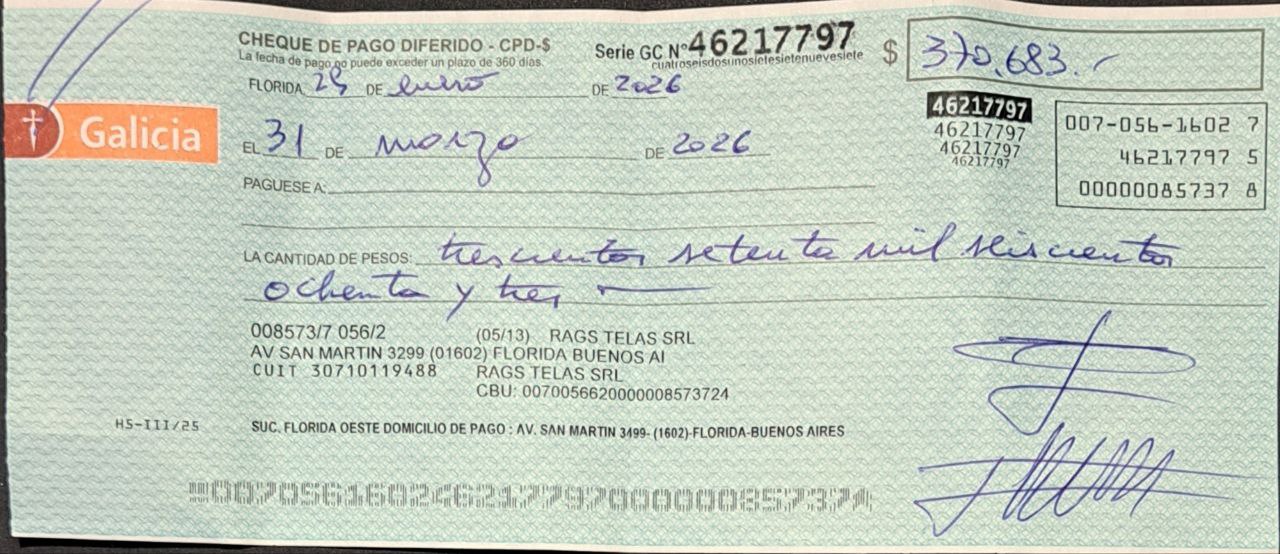 CHEQUE DE PAGO DIFERIDO - CPD-$
La fecha de pago no puede exceder un plazo de 360 días.
Serie GC Nº 46217797
cuatroseisdosunosietesietenuevesiete
$ 370.683.-
FLORIDA, DE enero DE 2026
Galicia
EL 31 DE marzo DE 2026
46217797
46217797
46217797
46217797
007-056-1602 7
46217797 5
00000085737 8
PAGUESE A:
LA CANTIDAD DE PESOS: trescientos setenta mil seiscientos
ochenta y tres
008573/7 056/2 (05/13) RAGS TELAS SRL
AV SAN MARTIN 3299 (01602) FLORIDA BUENOS AI
CUIT 30710119488 RAGS TELAS SRL
CBU: 0070056620000008573724
HS-III/25
SUC. FLORIDA OESTE DOMICILIO DE PAGO : AV. SAN MARTIN 3499- (1602)-FLORIDA-BUENOS AIRES